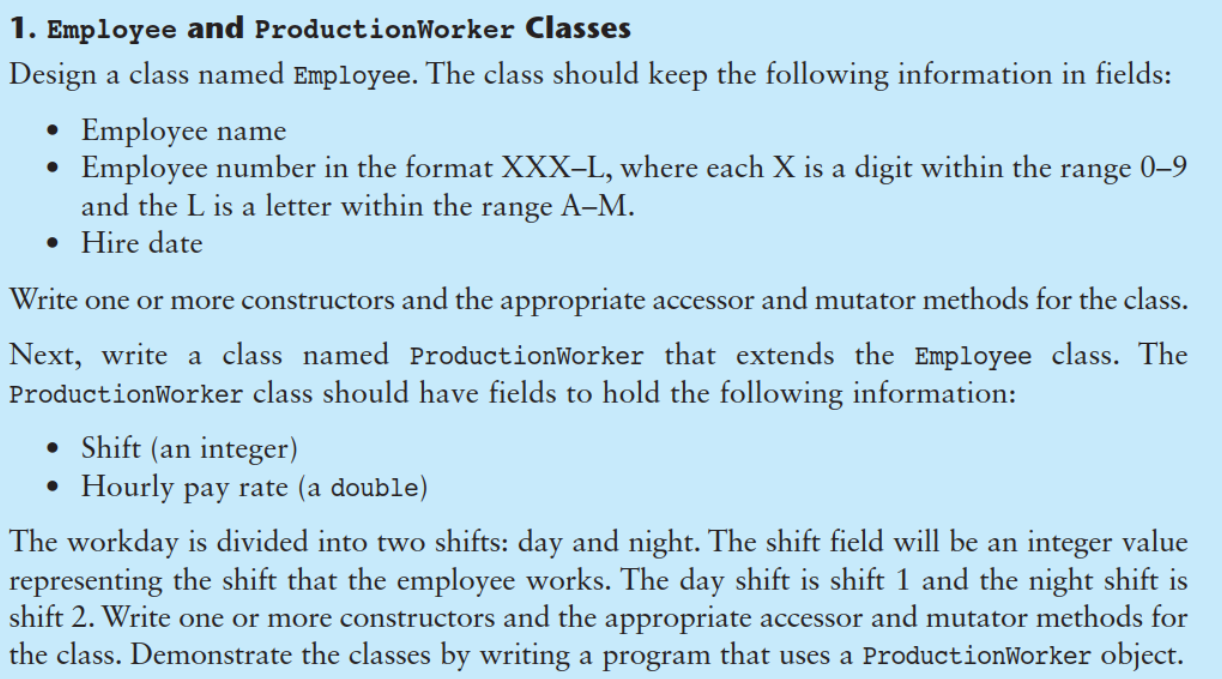 1. Employee and ProductionWorker Classes
Design a class named Employee. The class should keep the following information in fields:
• Employee name
• Employee number in the format XXX–L, where each X is a digit within the range 0–9
and the L is a letter within the range A–M.
• Hire date
Write one or more constructors and the appropriate accessor and mutator methods for the class.
Next, write a class named ProductionWorker that extends the Employee class. The
ProductionWorker class should have fields to hold the following information:
• Shift (an integer)
• Hourly pay rate (a double)
The workday is divided into two shifts: day and night. The shift field will be an integer value
representing the shift that the employee works. The day shift is shift 1 and the night shift is
shift 2. Write one or more constructors and the appropriate accessor and mutator methods for
the class. Demonstrate the classes by writing a program that uses a ProductionWorker object.